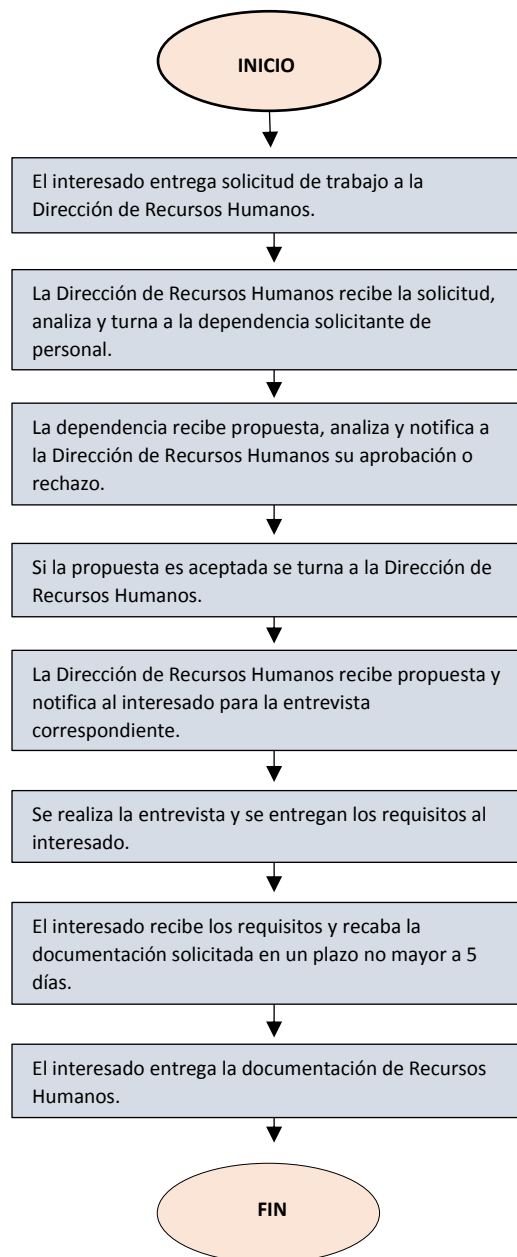 INICIO
El interesado entrega solicitud de trabajo a la
Dirección de Recursos Humanos.
La Dirección de Recursos Humanos recibe la solicitud,
analiza y turna a la dependencia solicitante de
personal.
La dependencia recibe propuesta, analiza y notifica a
la Dirección de Recursos Humanos su aprobación o
rechazo.
Si la propuesta es aceptada se turna a la Dirección de
Recursos Humanos.
La Dirección de Recursos Humanos recibe propuesta y
notifica al interesado para la entrevista
correspondiente.
Se realiza la entrevista y se entregan los requisitos al
interesado.
El interesado recibe los requisitos y recaba la
documentación solicitada en un plazo no mayor a 5
días.
El interesado entrega la documentación de Recursos
Humanos.
FIN